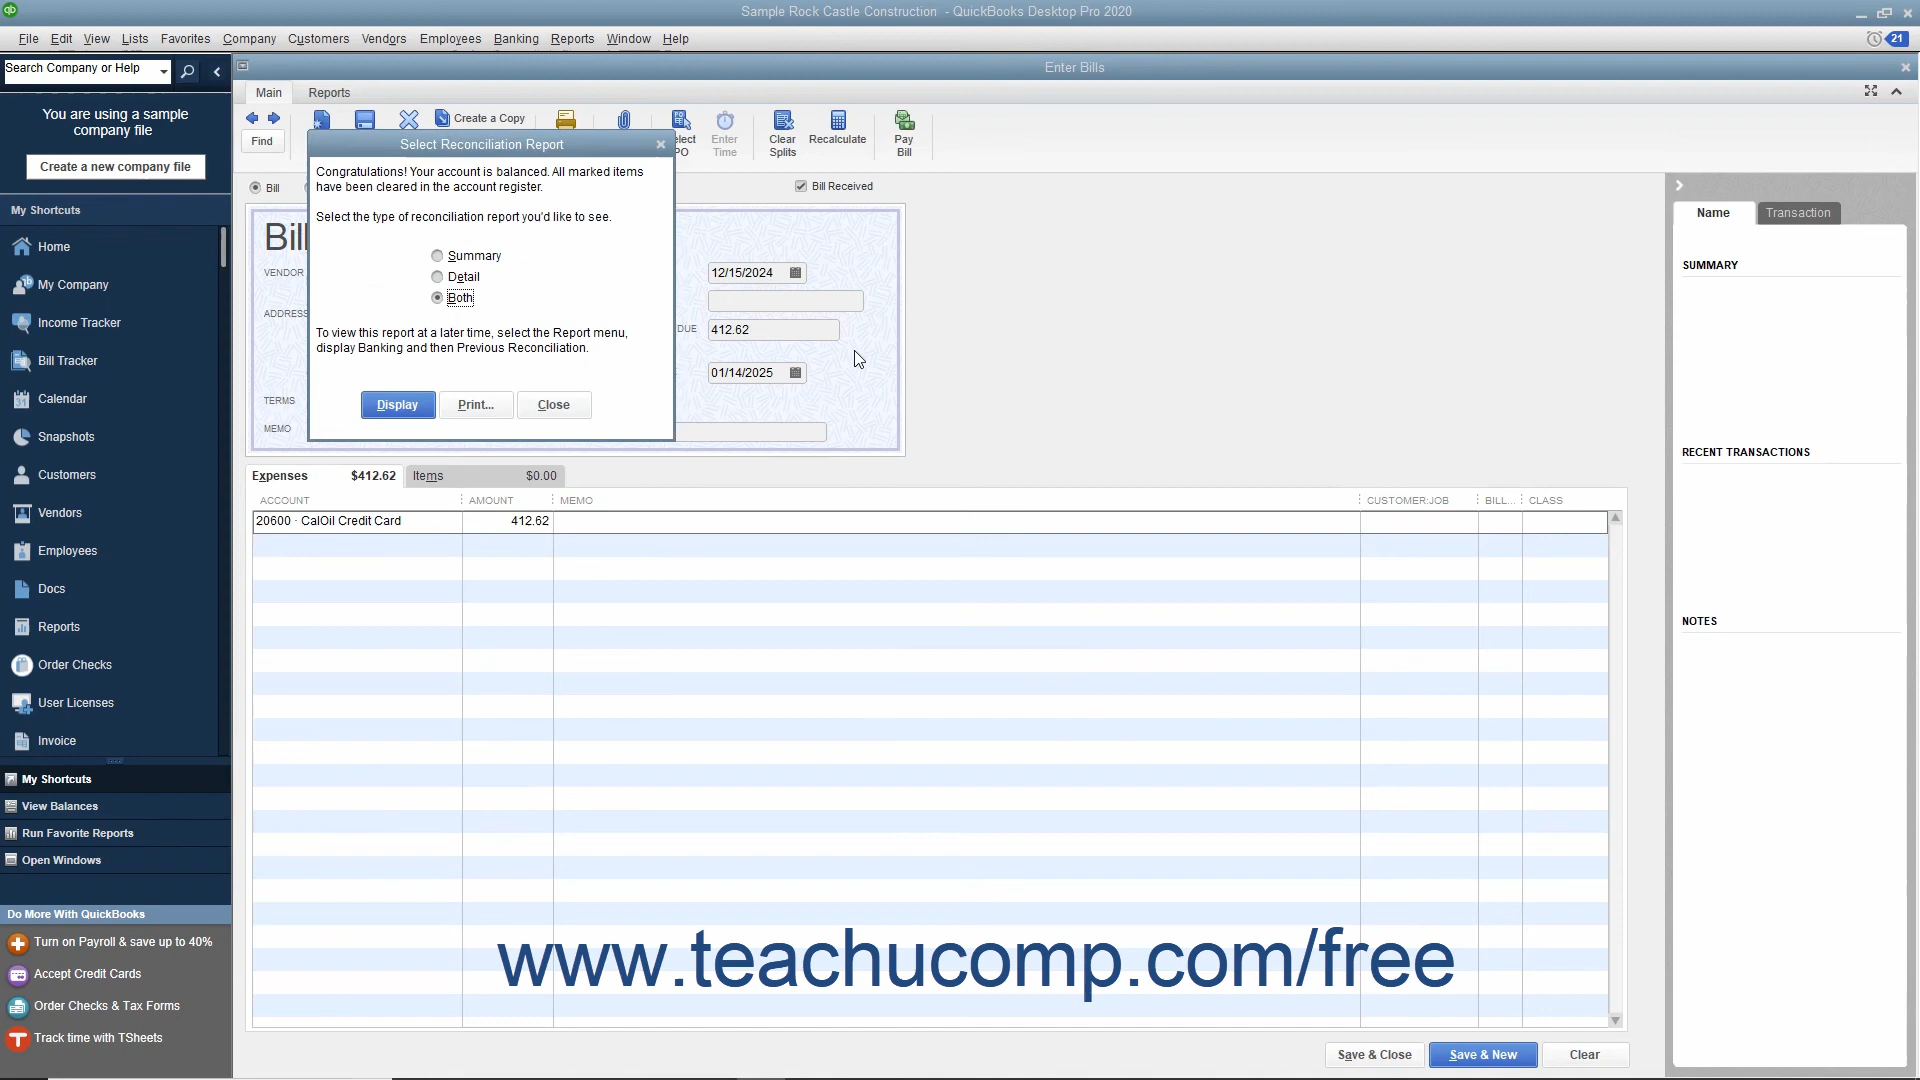 Sample Rock Castle Construction - QuickBooks Desktop Pro 2020
File Edit View Lists Favorites Company Customers Vendors Employees Banking Reports Window Help
21
Search Company or Help
Enter Bills
You are using a sample
company file
Create a new company file
Main Reports
Find
Create a Copy
Enter
Time
Clear
Splits
Recalculate
Pay
Bill
Select Reconciliation Report
Congratulations! Your account is balanced. All marked items
have been cleared in the account register.
Select the type of reconciliation report you'd like to see.
Summary
Detail
Both
To view this report at a later time, select the Report menu,
display Banking and then Previous Reconciliation.
Display Print... Close
Bill
Bill Received
Bill
VENDOR
ADDRESS
TERMS
MEMO
12/15/2024
DUE 412.62
01/14/2025
Expenses $412.62 Items $0.00
ACCOUNT AMOUNT MEMO CUSTOMER:JOB BILL... CLASS
20600 · CalOil Credit Card 412.62
My Shortcuts
Home
My Company
Income Tracker
Bill Tracker
Calendar
Snapshots
Customers
Vendors
Employees
Docs
Reports
Order Checks
User Licenses
Invoice
My Shortcuts
View Balances
Run Favorite Reports
Open Windows
Do More With QuickBooks
Turn on Payroll & save up to 40%
Accept Credit Cards
Order Checks & Tax Forms
Track time with TSheets
Name Transaction
SUMMARY
RECENT TRANSACTIONS
NOTES
www.teachucomp.com/free
Save & Close Save & New Clear